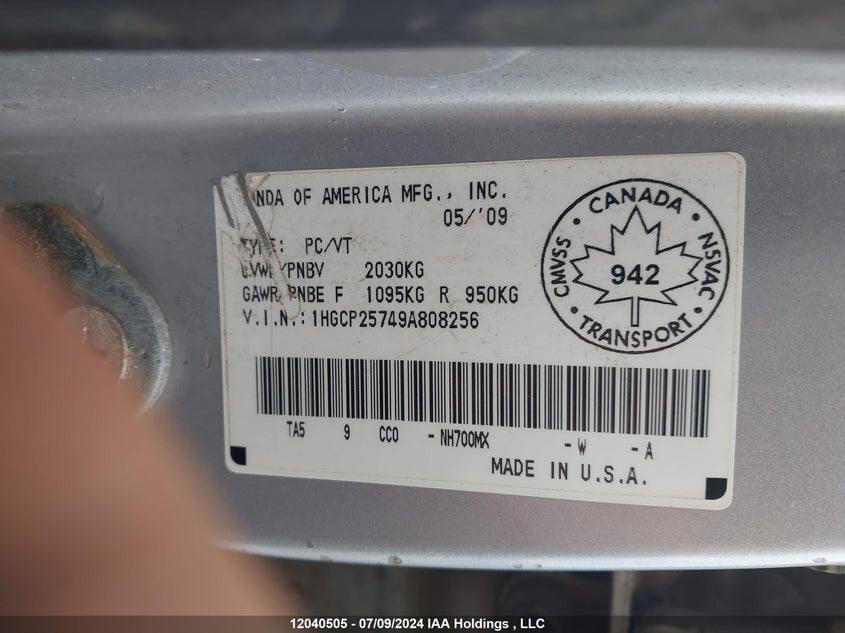 NDA OF AMERICA MFG., INC.
05/'09
TYPE: PC/VT
GVWR/PNBV 2030KG
GAWR/PNBE F 1095KG R 950KG
V.I.N.: 1HGCP25749A808256
CANADA
CMVSS
NSVAC
942
TRANSPORT
TA5 9 CC0 -NH700MX -W -A
MADE IN U.S.A.
12040505 - 07/09/2024 IAA Holdings , LLC